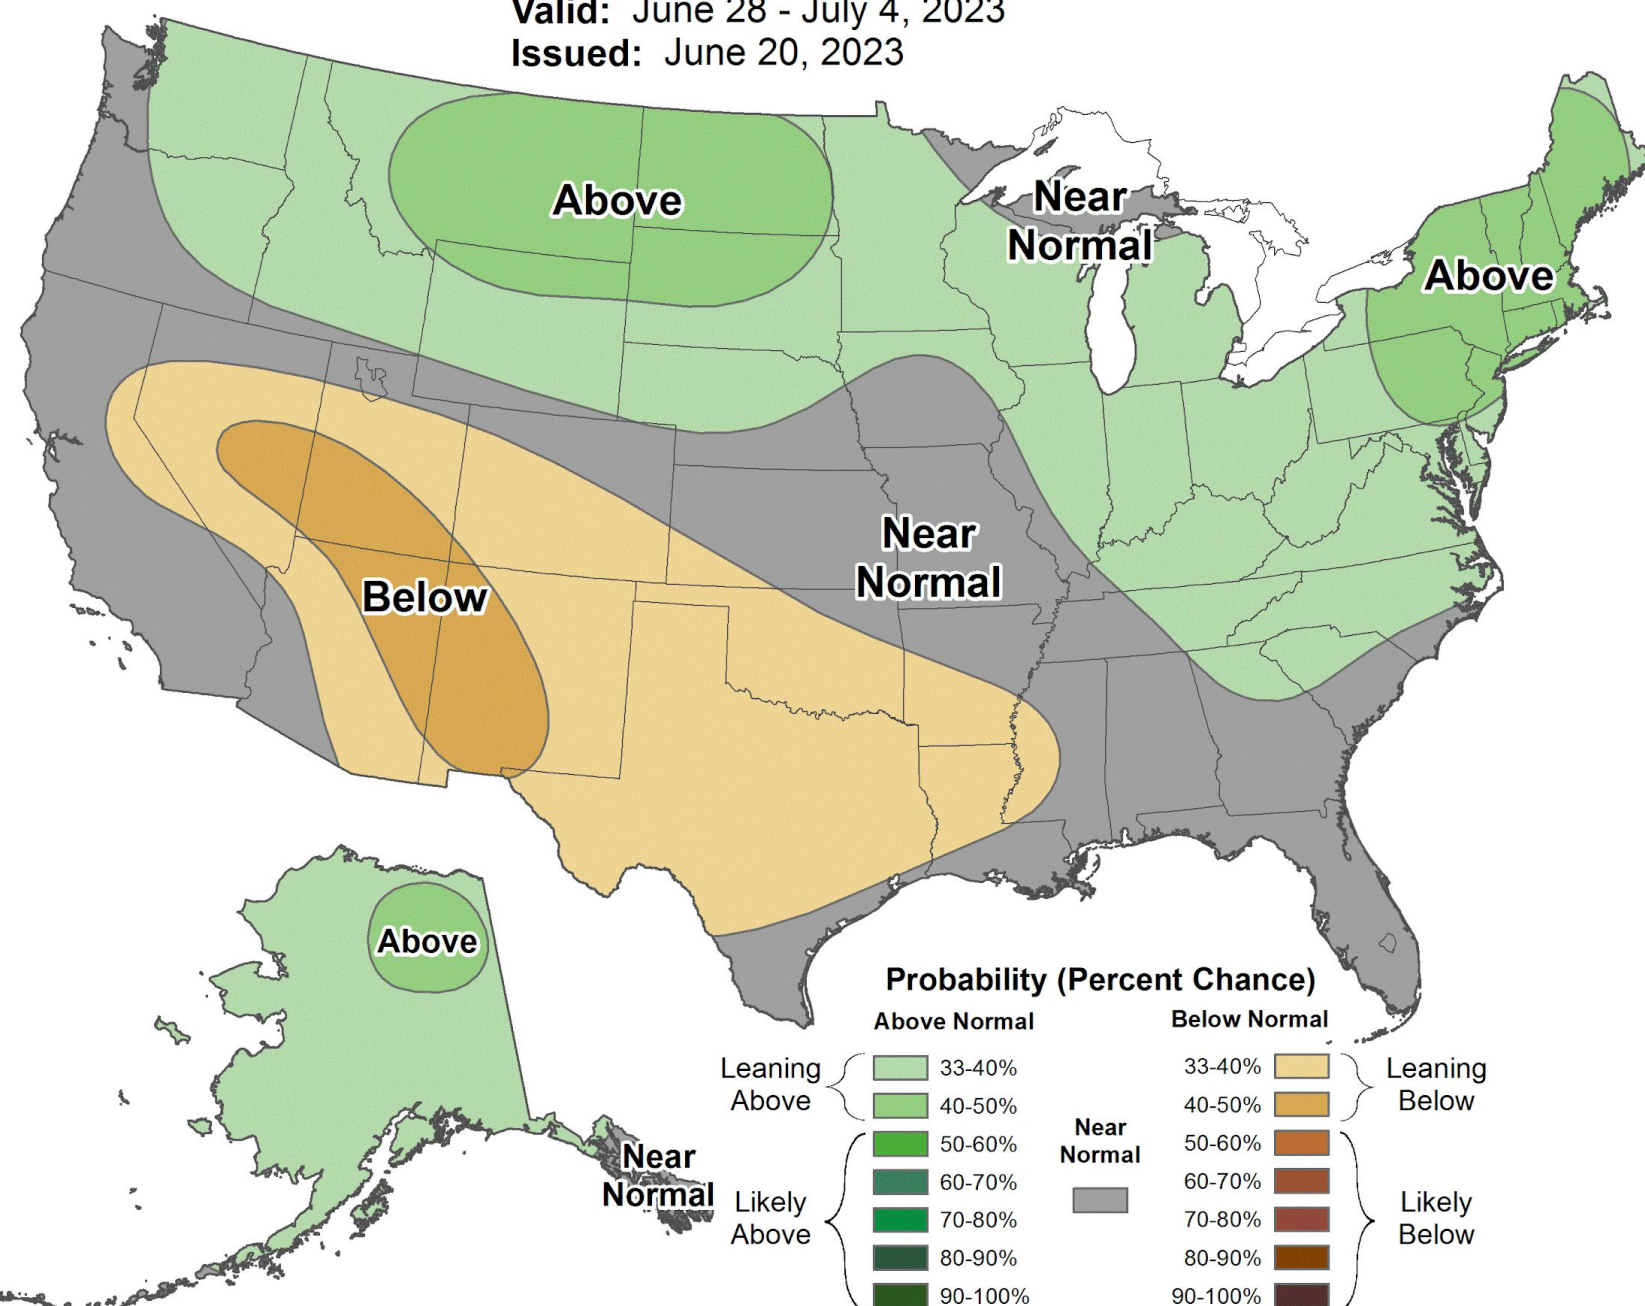 Valid: June 28 - July 4, 2023
Issued: June 20, 2023
Above
Near
Normal
Above
Near
Normal
Below
Above
Near
Normal
Probability (Percent Chance)
Above Normal
Below Normal
Leaning
Above
33-40%
40-50%
Likely
Above
50-60%
60-70%
70-80%
80-90%
90-100%
Near
Normal
33-40%
40-50%
Leaning
Below
50-60%
60-70%
70-80%
80-90%
90-100%
Likely
Below